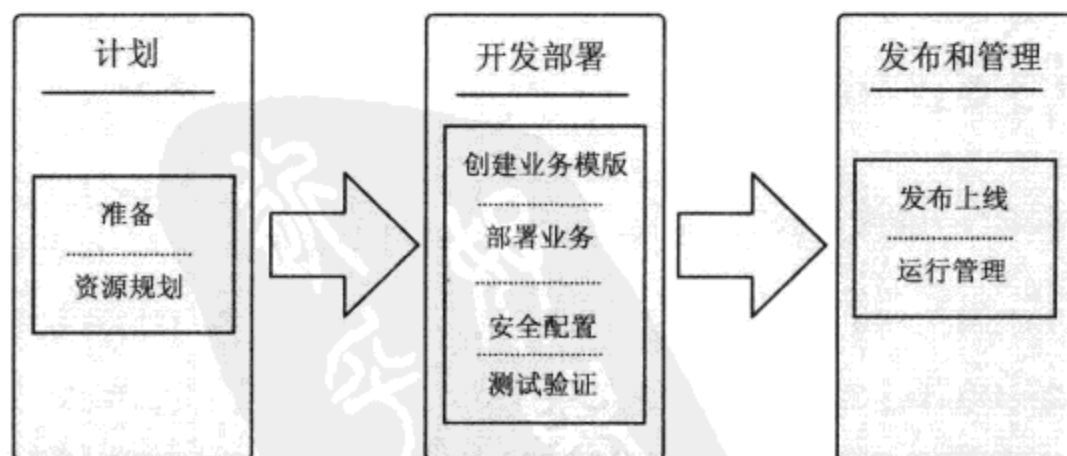 计划
准备
资源规划
开发部署
创建业务模版
部署业务
安全配置
测试验证
发布和管理
发布上线
运行管理